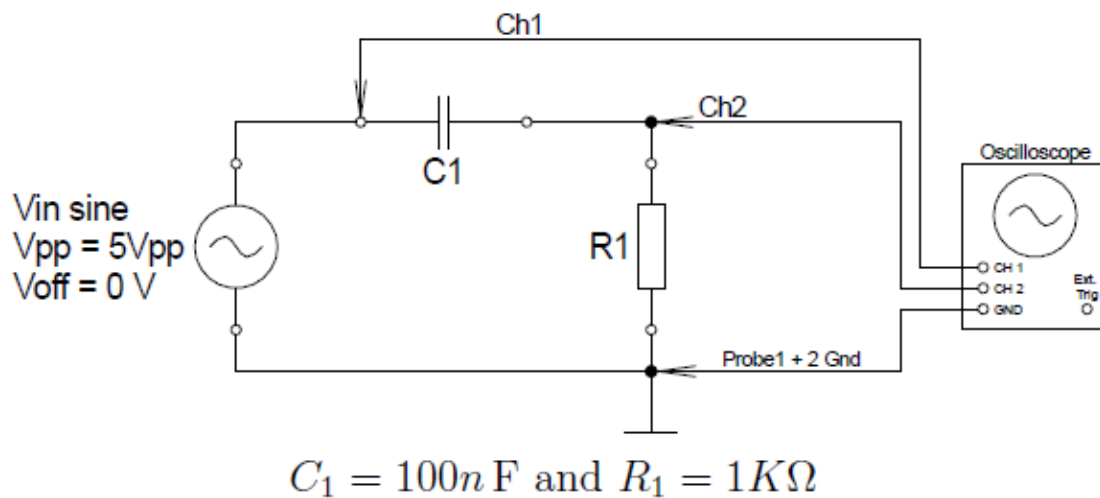 Ch1
Ch2
C1
Oscilloscope
Vin sine
Vpp = 5Vpp
Voff = 0 V
R1
CH 1
CH 2
GND
Ext.
Trig
Probe1 + 2 Gnd
C₁ = 100n F and R₁ = 1KΩ